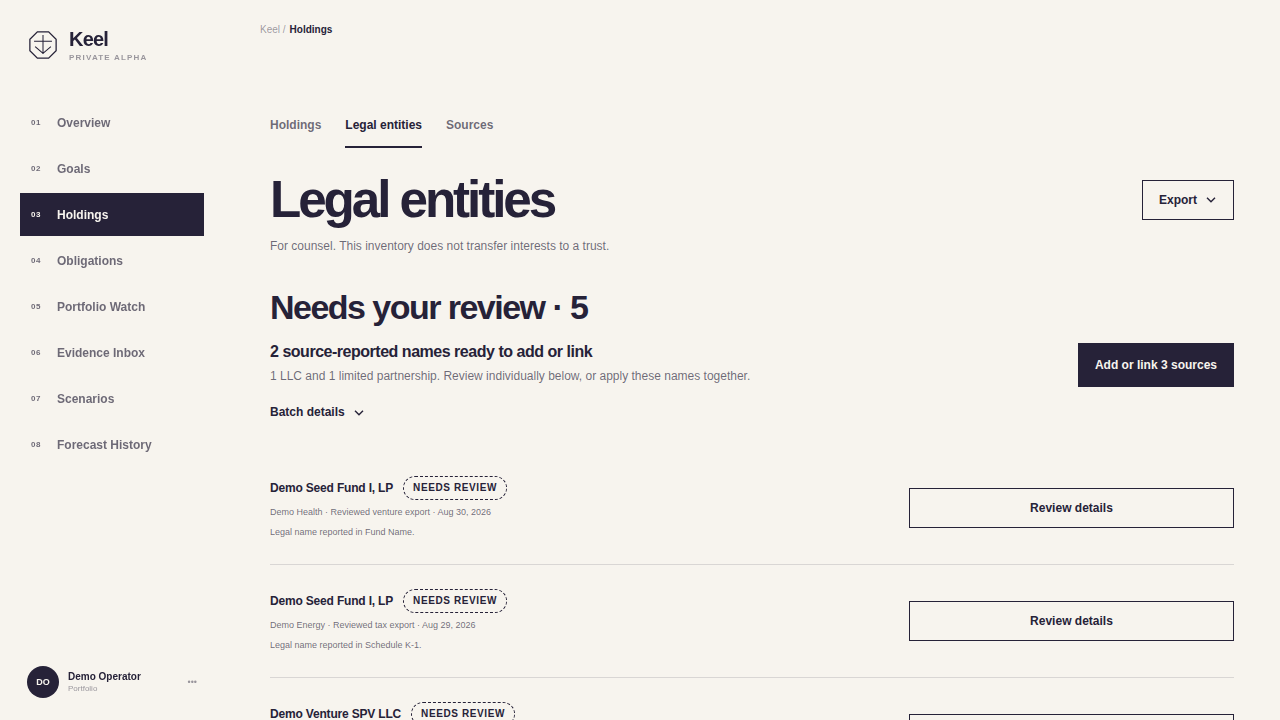 Keel
PRIVATE ALPHA
01 Overview
02 Goals
03 Holdings
04 Obligations
05 Portfolio Watch
06 Evidence Inbox
07 Scenarios
08 Forecast History
DO
Demo Operator
Portfolio
Keel / Holdings
Holdings Legal entities Sources
Legal entities
Export
For counsel. This inventory does not transfer interests to a trust.
Needs your review · 5
2 source-reported names ready to add or link
1 LLC and 1 limited partnership. Review individually below, or apply these names together.
Add or link 3 sources
Batch details
Demo Seed Fund I, LP NEEDS REVIEW
Demo Health · Reviewed venture export · Aug 30, 2026
Legal name reported in Fund Name.
Review details
Demo Seed Fund I, LP NEEDS REVIEW
Demo Energy · Reviewed tax export · Aug 29, 2026
Legal name reported in Schedule K-1.
Review details
Demo Venture SPV LLC NEEDS REVIEW